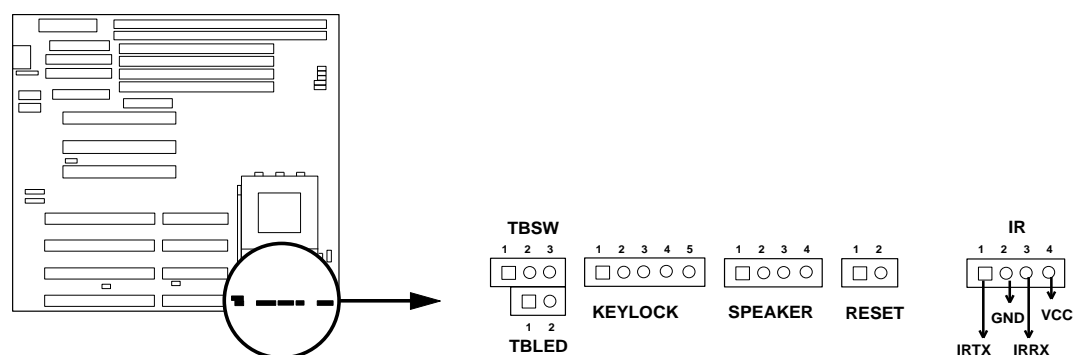 TBSW
1 2 3
1 2
TBLED
1 2 3 4 5
KEYLOCK
1 2 3 4
SPEAKER
1 2
RESET
IR
1 2 3 4
GND VCC
IRTX IRRX